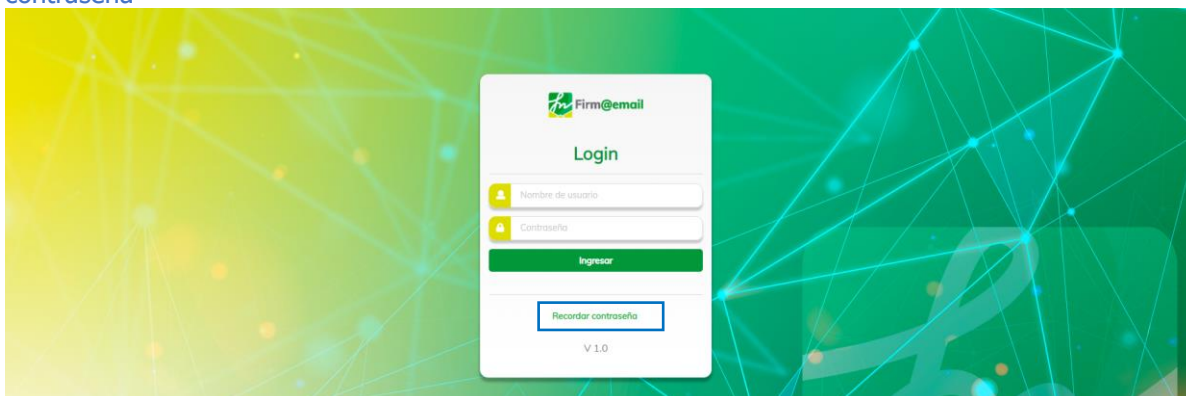 contraseña
Firm@email
Login
Nombre de usuario
Contraseña
Ingresar
Recordar contraseña
V 1.0